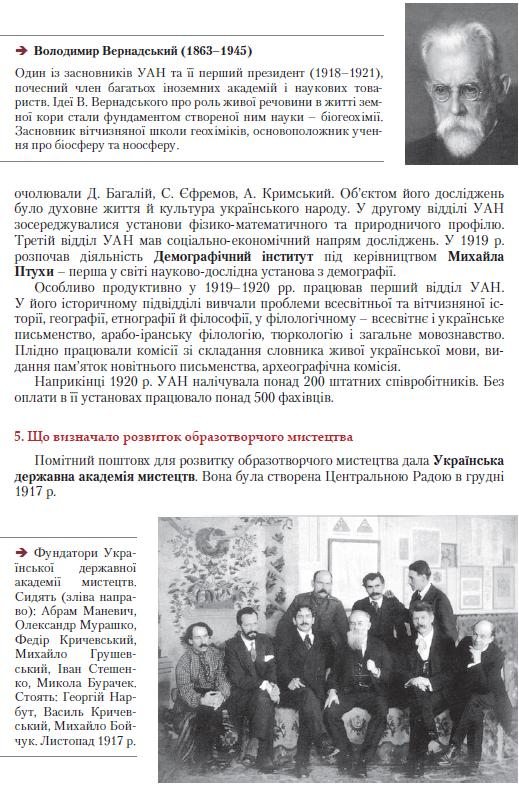 ➔ Володимир Вернадський (1863–1945)
Один із засновників УАН та її перший президент (1918–1921),
почесний член багатьох іноземних академій і наукових това-
риств. Ідеї В. Вернадського про роль живої речовини в житті зем-
ної кори стали фундаментом створеної ним науки – біогеохімії.
Засновник вітчизняної школи геохіміків, основоположник учен-
ня про біосферу та ноосферу.
очолювали Д. Багалій, С. Єфремов, А. Кримський. Об’єктом його досліджень
було духовне життя й культура українського народу. У другому відділі УАН
зосереджувалися установи фізико-математичного та природничого профілю.
Третій відділ УАН мав соціально-економічний напрям досліджень. У 1919 р.
розпочав діяльність Демографічний інститут під керівництвом Михайла
Птухи – перша у світі науково-дослідна установа з демографії.
Особливо продуктивно у 1919–1920 рр. працював перший відділ УАН.
У його історичному підвідділі вивчали проблеми всесвітньої та вітчизняної іс-
торії, географії, етнографії й філософії, у філологічному – всесвітнє і українське
письменство, арабо-іранську філологію, тюркологію і загальне мовознавство.
Плідно працювали комісії зі складання словника живої української мови, ви-
дання пам’яток новітнього письменства, археографічна комісія.
Наприкінці 1920 р. УАН налічувала понад 200 штатних співробітників. Без
оплати в її установах працювало понад 500 фахівців.
5. Що визначало розвиток образотворчого мистецтва
Помітний поштовх для розвитку образотворчого мистецтва дала Українська
державна академія мистецтв. Вона була створена Центральною Радою в грудні
1917 р.
➔ Фундатори Укра-
їнської державної
академії мистецтв.
Сидять (зліва напра-
во): Абрам Маневич,
Олександр Мурашко,
Федір Кричевський,
Михайло Грушев-
ський, Іван Стешен-
ко, Микола Бурачек.
Стоять: Георгій Нар-
бут, Василь Кричев-
ський, Михайло Бой-
чук. Листопад 1917 р.